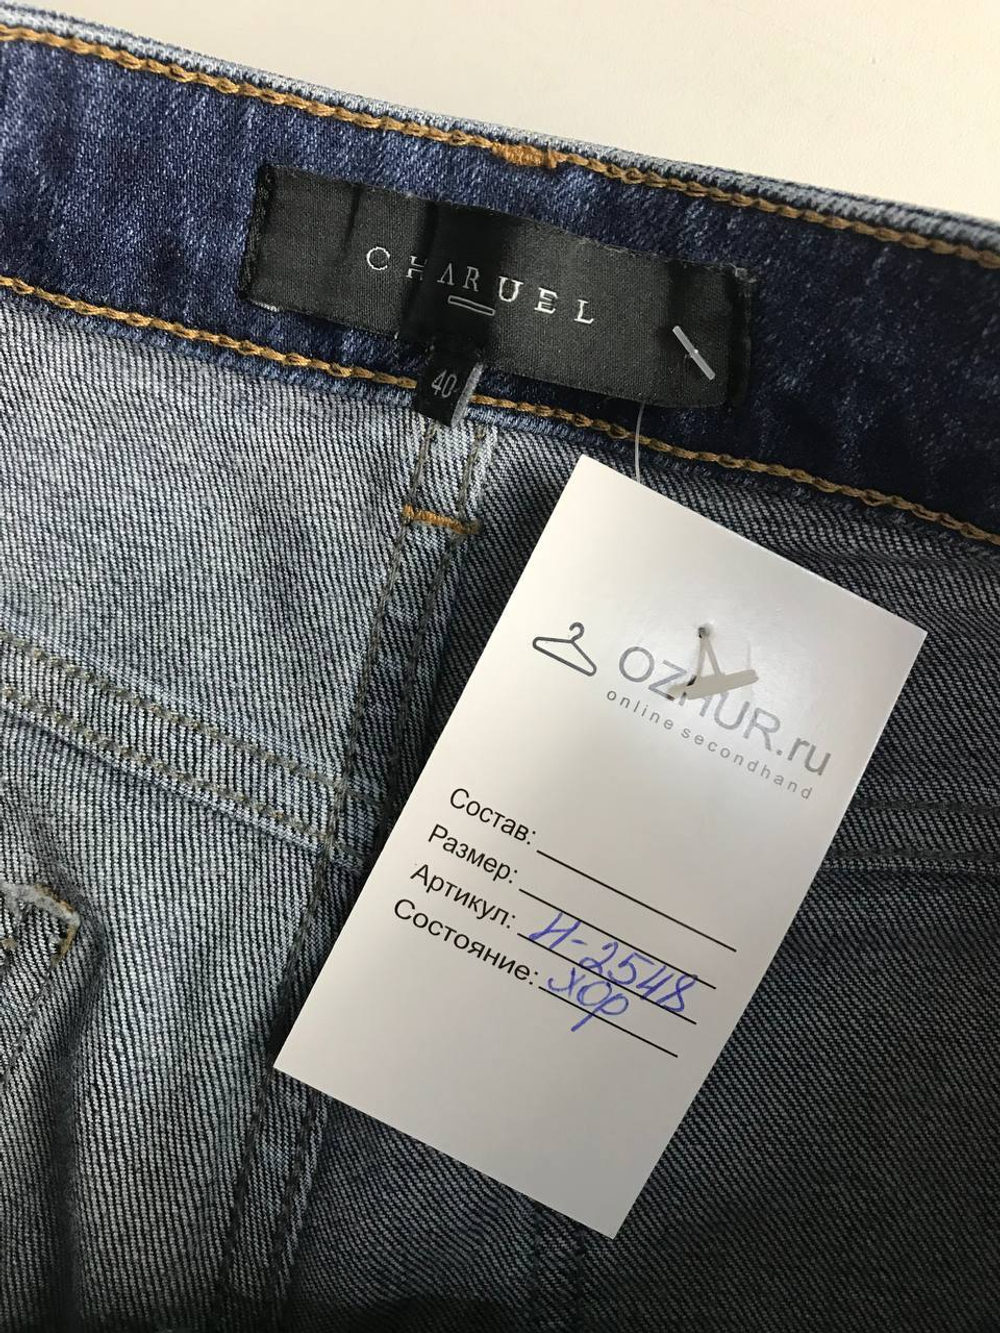 CHARUEL
40
OZHUR.ru
online secondhand
Состав:
Размер:
Артикул: И-2548
Состояние: хор